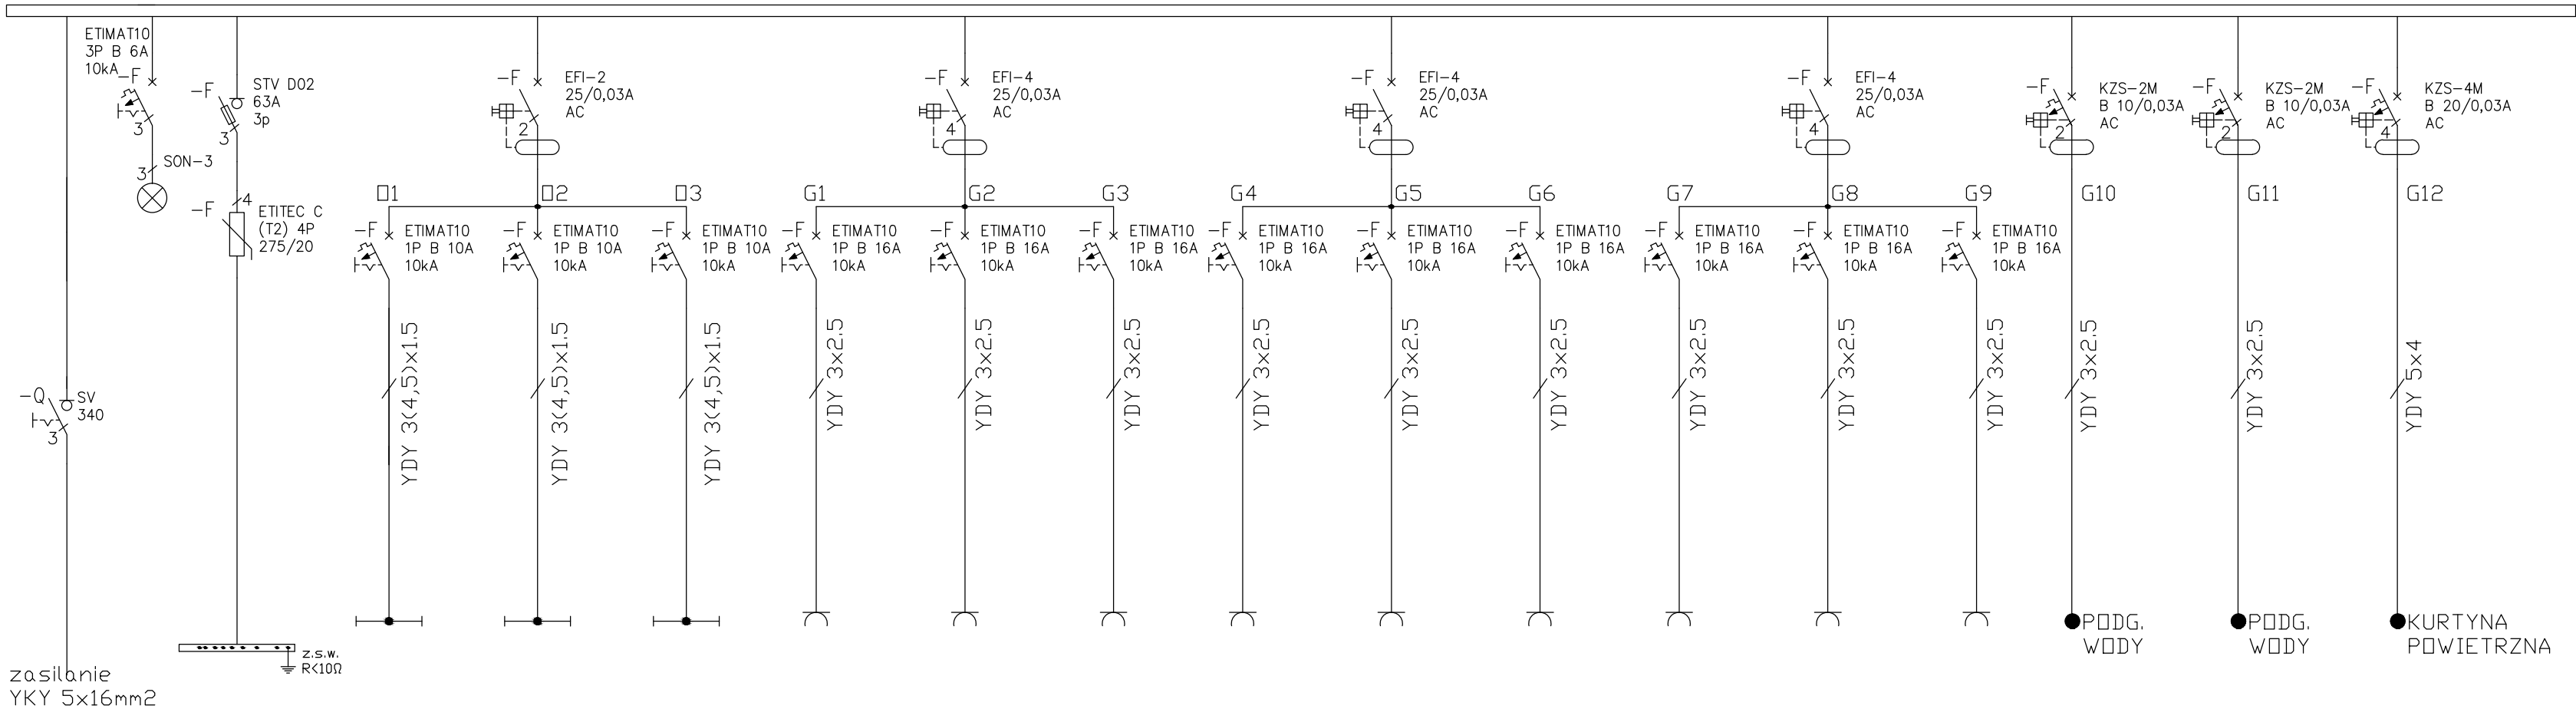 ETIMAT10
3P B 6A
10kA
-F
3
SON-3
3
-F
STV D02
63A
3p
3
4
-F
ETITEC C
(T2) 4P
275/20
z.s.w.
R<10Ω
-Q
SV
340
3
zasilanie
YKY 5x16mm2
-F
EFI-2
25/0,03A
AC
2
O1
O2
O3
-F
ETIMAT10
1P B 10A
10kA
YDY 3(4,5)x1.5
-F
ETIMAT10
1P B 10A
10kA
YDY 3(4,5)x1.5
-F
ETIMAT10
1P B 10A
10kA
YDY 3(4,5)x1.5
-F
EFI-4
25/0,03A
AC
4
G1
G2
G3
-F
ETIMAT10
1P B 16A
10kA
YDY 3x2.5
-F
ETIMAT10
1P B 16A
10kA
YDY 3x2.5
-F
ETIMAT10
1P B 16A
10kA
YDY 3x2.5
-F
EFI-4
25/0,03A
AC
4
G4
G5
G6
-F
ETIMAT10
1P B 16A
10kA
YDY 3x2.5
-F
ETIMAT10
1P B 16A
10kA
YDY 3x2.5
-F
ETIMAT10
1P B 16A
10kA
YDY 3x2.5
-F
EFI-4
25/0,03A
AC
4
G7
G8
G9
-F
ETIMAT10
1P B 16A
10kA
YDY 3x2.5
-F
ETIMAT10
1P B 16A
10kA
YDY 3x2.5
-F
ETIMAT10
1P B 16A
10kA
YDY 3x2.5
-F
KZS-2M
B 10/0,03A
AC
2
G10
YDY 3x2.5
PODG.
WODY
-F
KZS-2M
B 10/0,03A
AC
2
G11
YDY 3x2.5
PODG.
WODY
-F
KZS-4M
B 20/0,03A
AC
4
G12
YDY 5x4
KURTYNA
POWIETRZNA